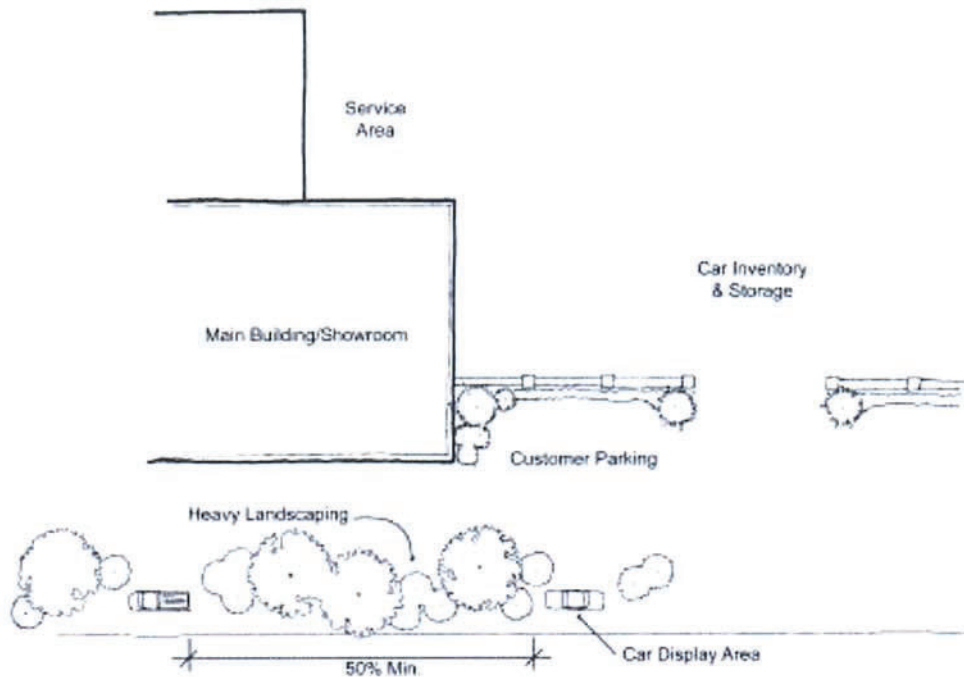 Service
Area
Car Inventory
& Storage
Main Building/Showroom
Customer Parking
Heavy Landscaping
Car Display Area
50% Min.